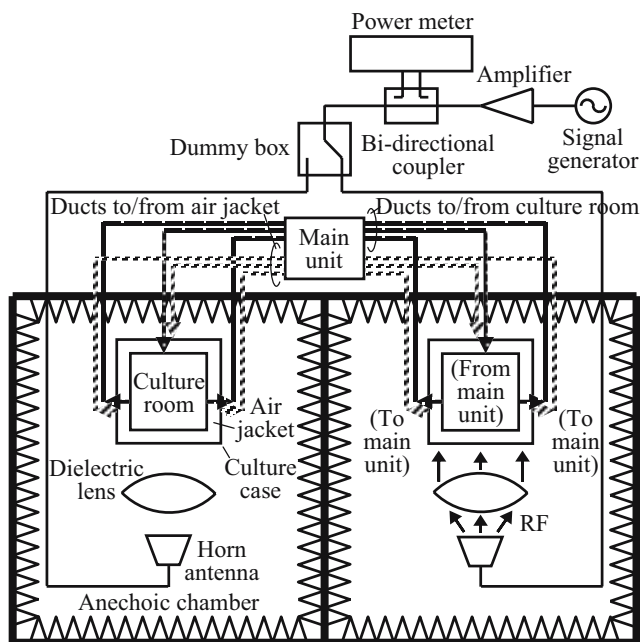 Power meter
Amplifier
Signal
generator
Bi-directional
coupler
Dummy box
Ducts to/from air jacket
Ducts to/from culture room
Main
unit
Culture
room
Air
jacket
Culture
case
Dielectric
lens
Horn
antenna
Anechoic chamber
(From
main
unit)
(To
main
unit)
(To
main
unit)
RF